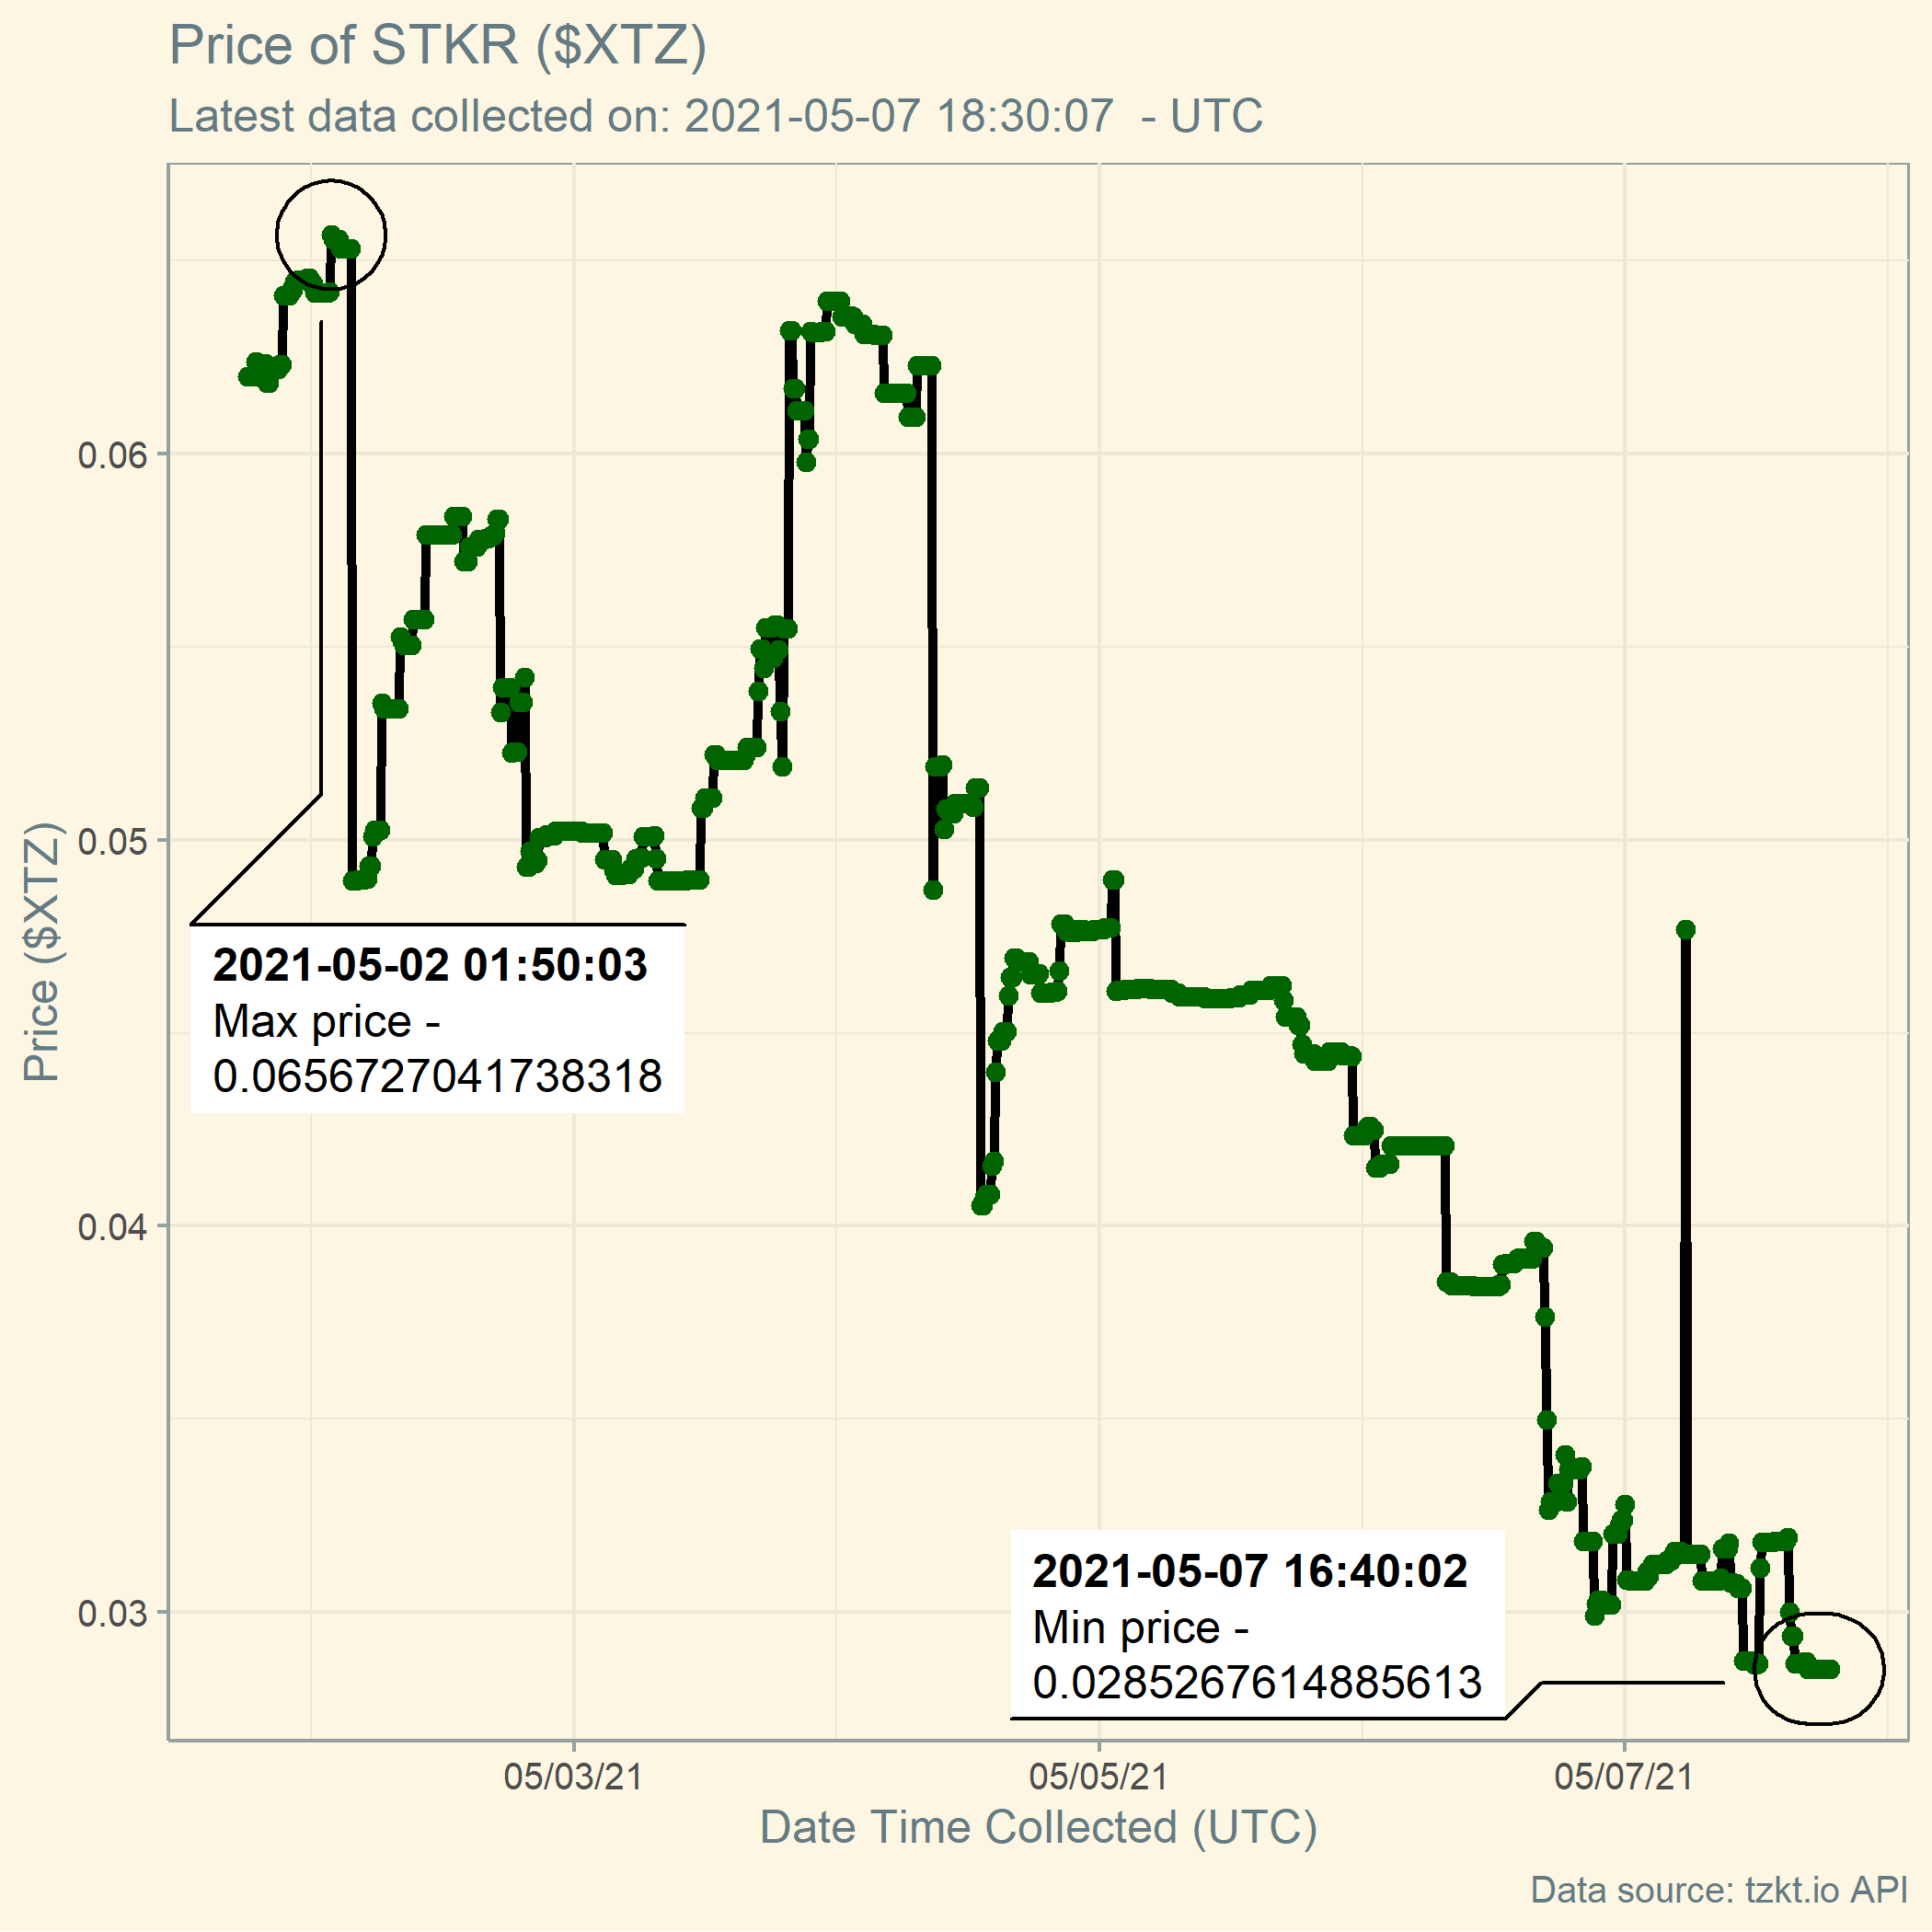 Price of STKR ($XTZ)
Latest data collected on: 2021-05-07 18:30:07  - UTC
Price ($XTZ)
0.06
0.05
0.04
0.03
2021-05-02 01:50:03
Max price -
0.0656727041738318
2021-05-07 16:40:02
Min price -
0.0285267614885613
05/03/21
05/05/21
05/07/21
Date Time Collected (UTC)
Data source: tzkt.io API